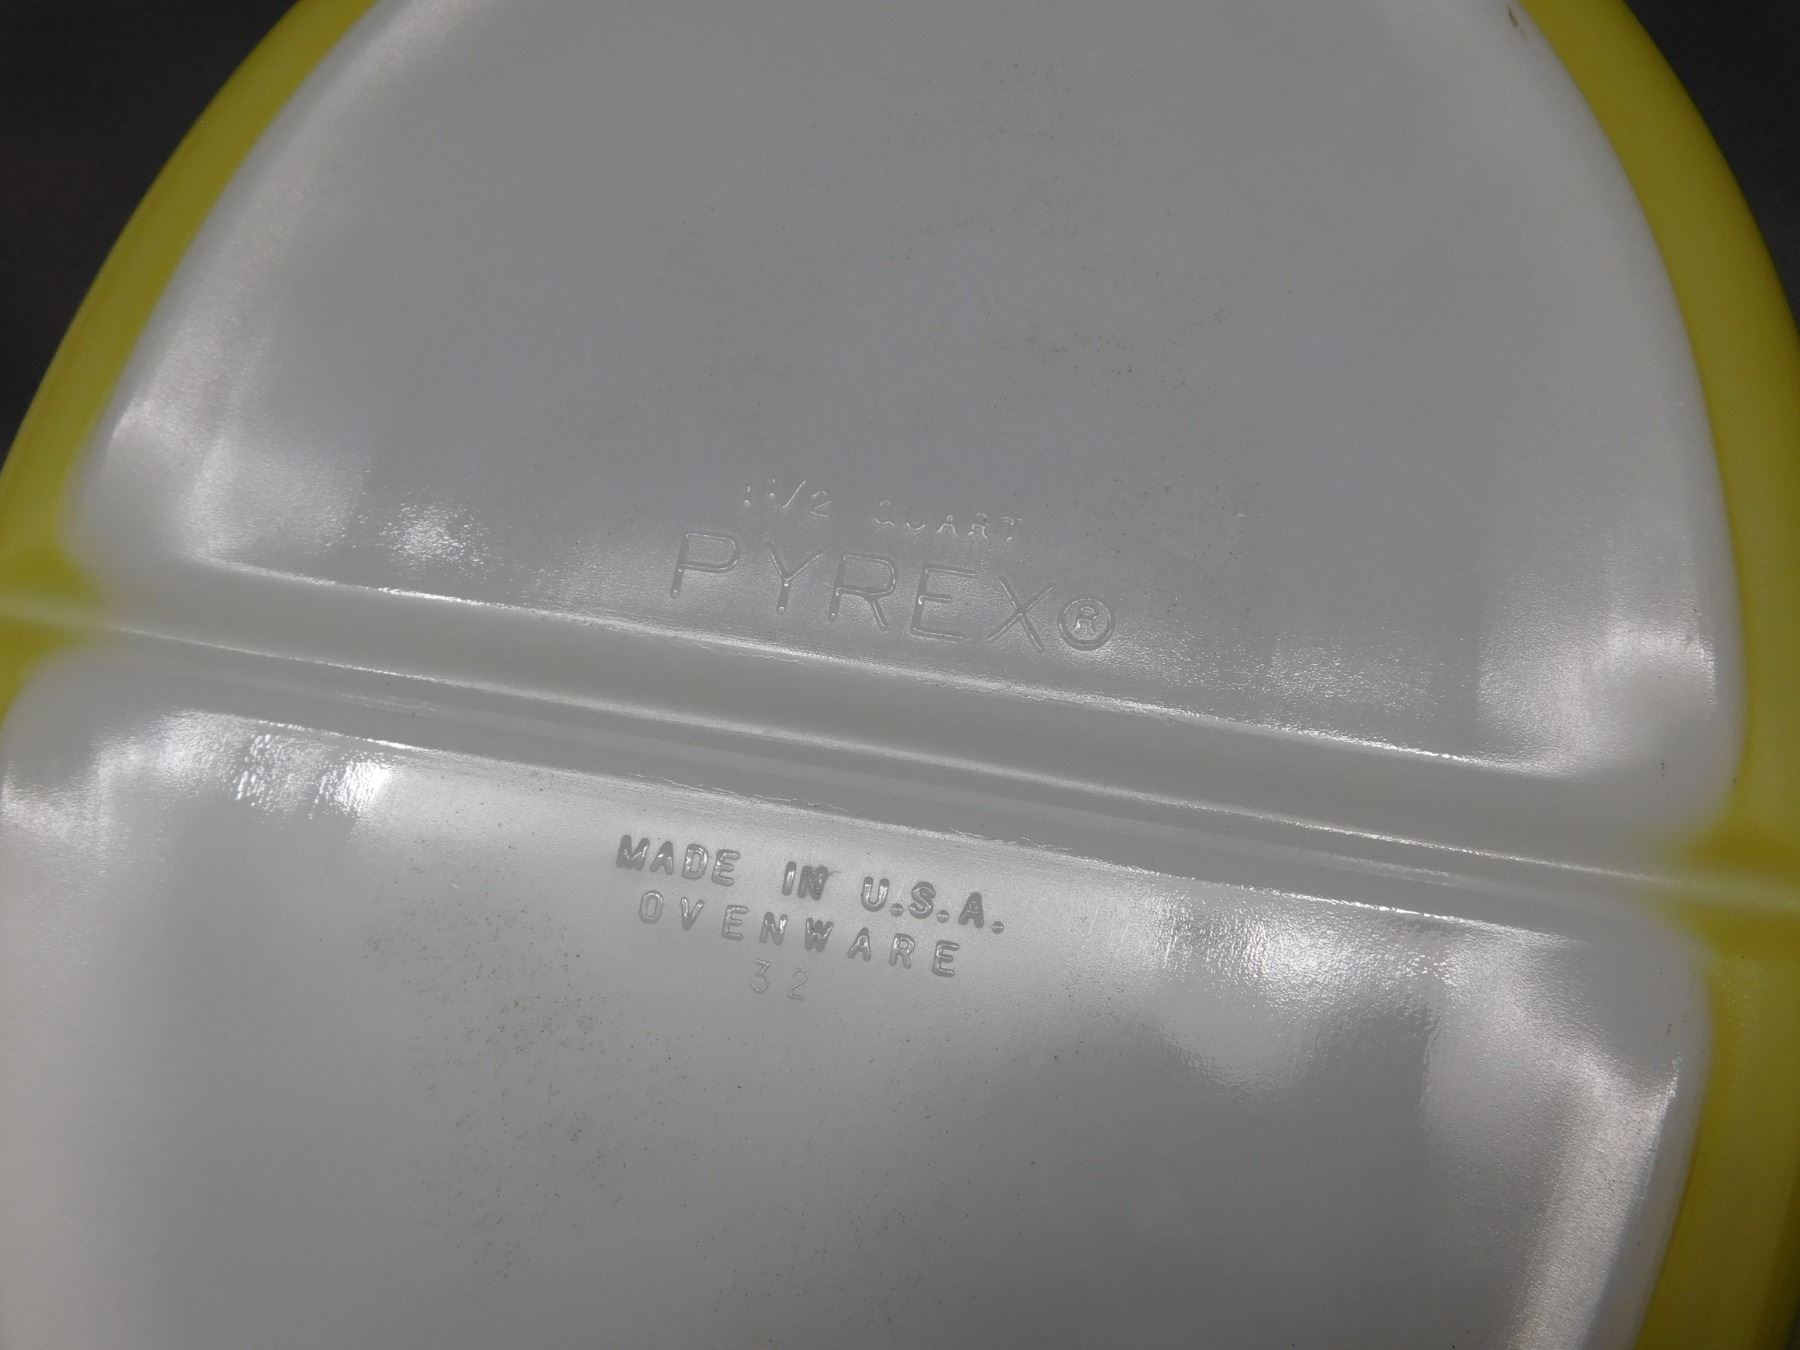 1 1/2 QUART
PYREX®
MADE IN U.S.A.
OVENWARE
32